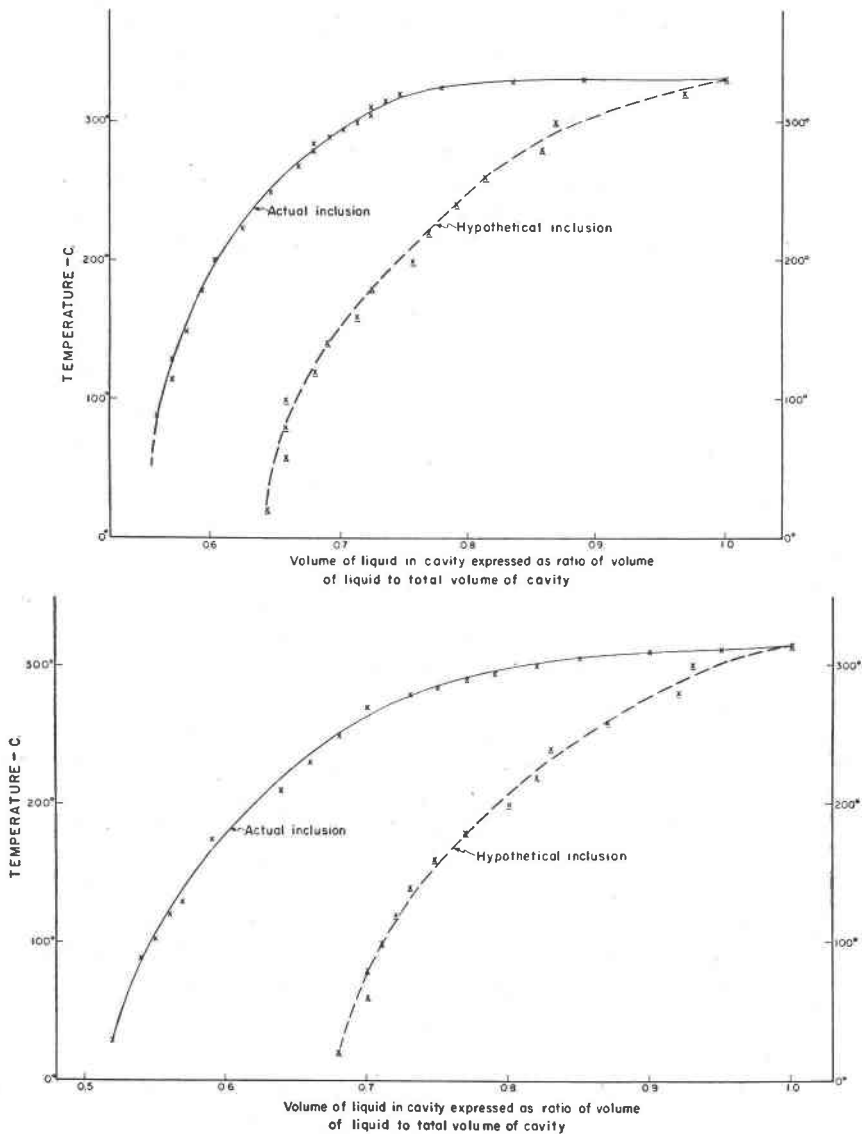 300°
200°
100°
0°
TEMPERATURE – C.
Actual inclusion
Hypothetical inclusion
300°
200°
100°
0°
0.6 0.7 0.8 0.9 1.0
Volume of liquid in cavity expressed as ratio of volume
of liquid to total volume of cavity
300°
200°
100°
0°
TEMPERATURE – C.
Actual inclusion
Hypothetical inclusion
300°
200°
100°
0°
0.5 0.6 0.7 0.8 0.9 1.0
Volume of liquid in cavity expressed as ratio of volume
of liquid to total volume of cavity